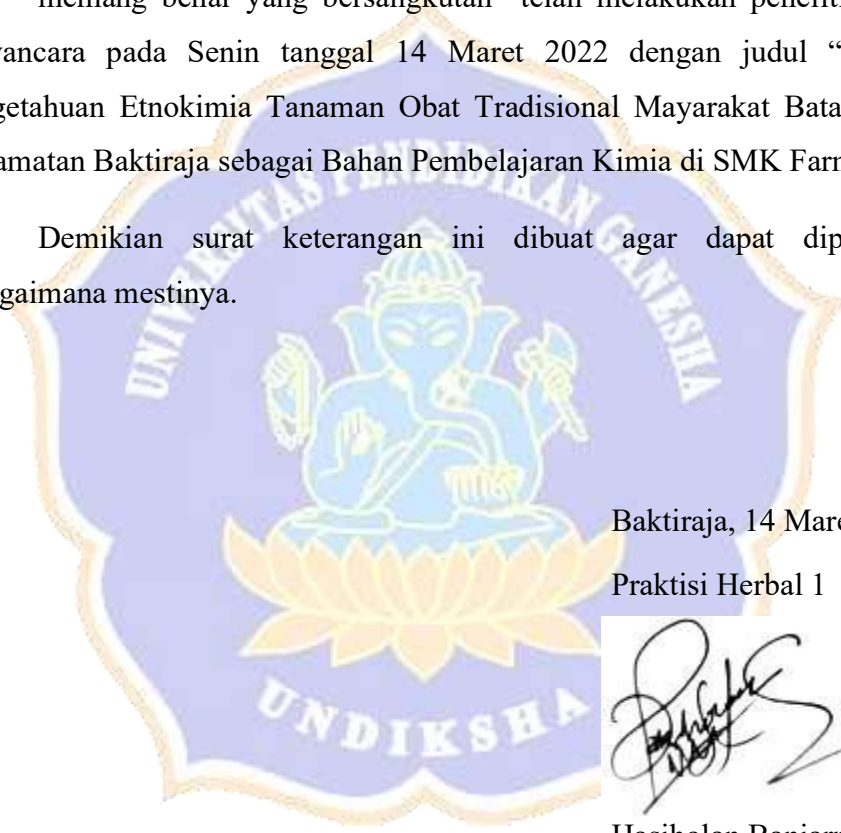 memang benar yang bersangkutan telah melakukan peneliti
vancara pada Senin tanggal 14 Maret 2022 dengan judul “
getahuan Etnokimia Tanaman Obat Tradisional Mayarakat Bata
amatan Baktiraja sebagai Bahan Pembelajaran Kimia di SMK Farm
Demikian surat keterangan ini dibuat agar dapat dip
gaimana mestinya.
UNIVERSITAS PENDIDIKAN GANESHA
UNDIKSHA
Baktiraja, 14 Mare
Praktisi Herbal 1